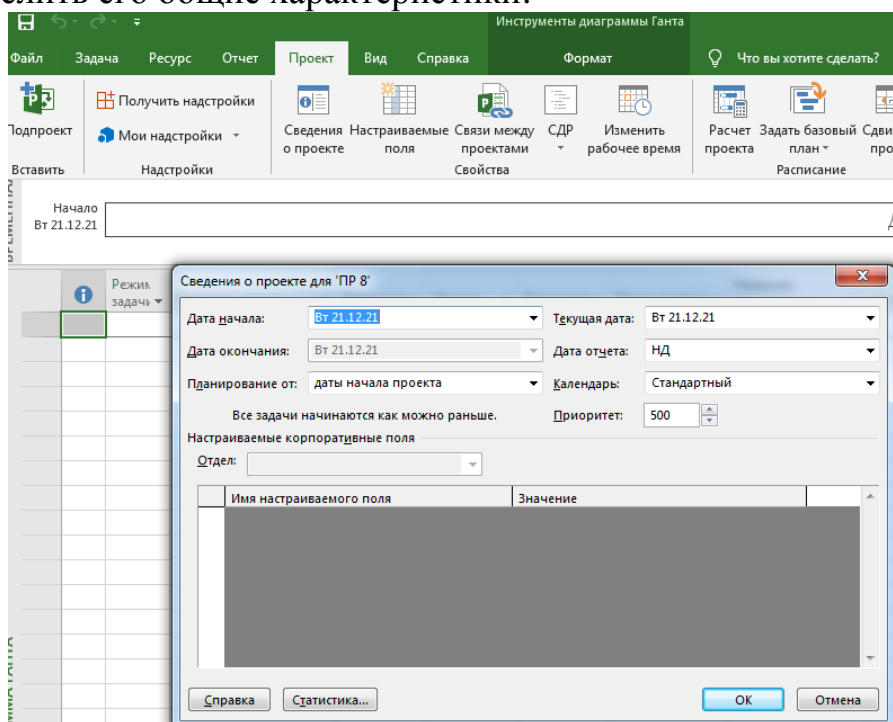 его общие характеристики.
Инструменты диаграммы Ганта
Файл Задача Ресурс Отчет Проект Вид Справка Формат Что вы хотите сделать?
Получить надстройки
Мои надстройки
Подпроект
Сведения о проекте
Настраиваемые поля
Связи между проектами
СДР
Изменить рабочее время
Расчет проекта
Задать базовый план
Вставить Надстройки Свойства Расписание
Начало
Вт 21.12.21
Режим
задачи
Сведения о проекте для 'ПР 8'
Дата начала: Вт 21.12.21 Текущая дата: Вт 21.12.21
Дата окончания: Вт 21.12.21 Дата отчета: НД
Планирование от: даты начала проекта Календарь: Стандартный
Все задачи начинаются как можно раньше. Приоритет: 500
Настраиваемые корпоративные поля
Отдел:
Имя настраиваемого поля Значение
Справка Статистика... ОК Отмена